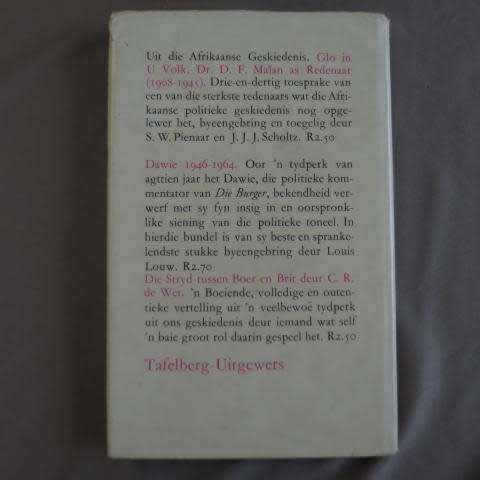 Uit die Afrikaanse Geskiedenis. Glo in
U Volk. Dr. D. F. Malan as Redenaar
(1908-1945). Drie-en-dertig toesprake van
een van die sterkste redenaars wat die Afri-
kaanse politieke geskiedenis nog opge-
lewer het, byeengebring en toegelig deur
S. W. Pienaar en J. J. J. Scholtz. R2.50
Dawie 1946-1964. Oor 'n tydperk van
agttien jaar het Dawie, die politieke kom-
mentator van Die Burger, bekendheid ver-
werf met sy fyn insig in en oorspronk-
like siening van die politieke toneel. In
hierdie bundel is van sy beste en spranke-
lendste stukke byeengebring deur Louis
Louw. R2.70
Die Stryd tussen Boer en Brit deur C. R.
de Wet. 'n Boeiende, volledige en outen-
tieke vertelling uit 'n veelbewoë tydperk
uit ons geskiedenis deur iemand wat self
'n baie groot rol daarin gespeel het. R2.50
Tafelberg-Uitgewers